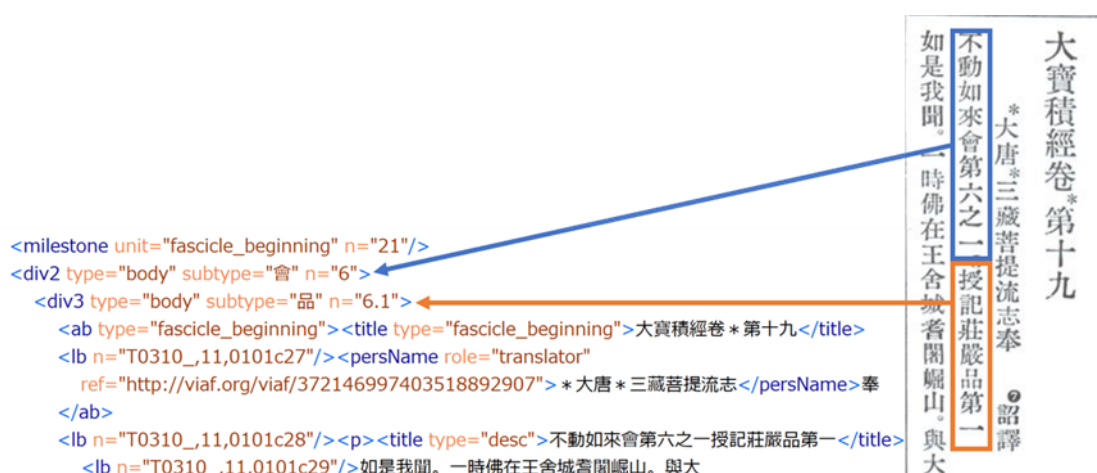 <milestone unit="fascicle_beginning" n="21"/>
<div2 type="body" subtype="會" n="6">
<div3 type="body" subtype="品" n="6.1">
<ab type="fascicle_beginning"><title type="fascicle_beginning">大寶積經卷＊第十九</title>
<lb n="T0310_,11,0101c27"/><persName role="translator"
ref="http://viaf.org/viaf/372146997403518892907">＊大唐＊三藏菩提流志</persName>奉
</ab>
<lb n="T0310_,11,0101c28"/><p><title type="desc">不動如來會第六之一授記莊嚴品第一</title>
<lb n="T0310_,11,0101c29"/>如是我聞。一時佛在王舍城耆闍崛山。與大
大寶積經卷*第十九
*大唐*三藏菩提流志奉 ❼詔譯
不動如來會第六之一授記莊嚴品第一
如是我聞。一時佛在王舍城耆闍崛山。與大